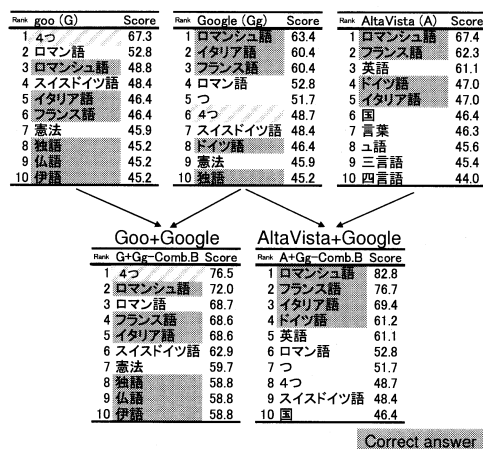 Rank goo (G) Score
1 4つ 67.3
2 ロマン語 52.8
3 ロマンシュ語 48.8
4 スイスドイツ語 48.4
5 イタリア語 46.4
6 フランス語 46.4
7 憲法 45.9
8 独語 45.2
9 仏語 45.2
10 伊語 45.2
Rank Google (Gg) Score
1 ロマンシュ語 63.4
2 イタリア語 60.4
3 フランス語 60.4
4 ロマン語 52.8
5 つ 51.7
6 4つ 48.7
7 スイスドイツ語 48.4
8 ドイツ語 46.4
9 憲法 45.9
10 独語 45.2
Rank AltaVista (A) Score
1 ロマンシュ語 67.4
2 フランス語 62.3
3 英語 61.1
4 ドイツ語 47.0
5 イタリア語 47.0
6 国 46.4
7 言葉 46.3
8 ュ語 45.6
9 三言語 45.4
10 四言語 44.0
Goo+Google
Rank G+Gg-Comb.B Score
1 4つ 76.5
2 ロマンシュ語 72.0
3 ロマン語 68.7
4 フランス語 68.6
5 イタリア語 68.6
6 スイスドイツ語 62.9
7 憲法 59.7
8 独語 58.8
9 仏語 58.8
10 伊語 58.8
AltaVista+Google
Rank A+Gg-Comb.B Score
1 ロマンシュ語 82.8
2 フランス語 76.7
3 イタリア語 69.4
4 ドイツ語 61.2
5 英語 61.1
6 ロマン語 52.8
7 つ 51.7
8 4つ 48.7
9 スイスドイツ語 48.4
10 国 46.4
Correct answer